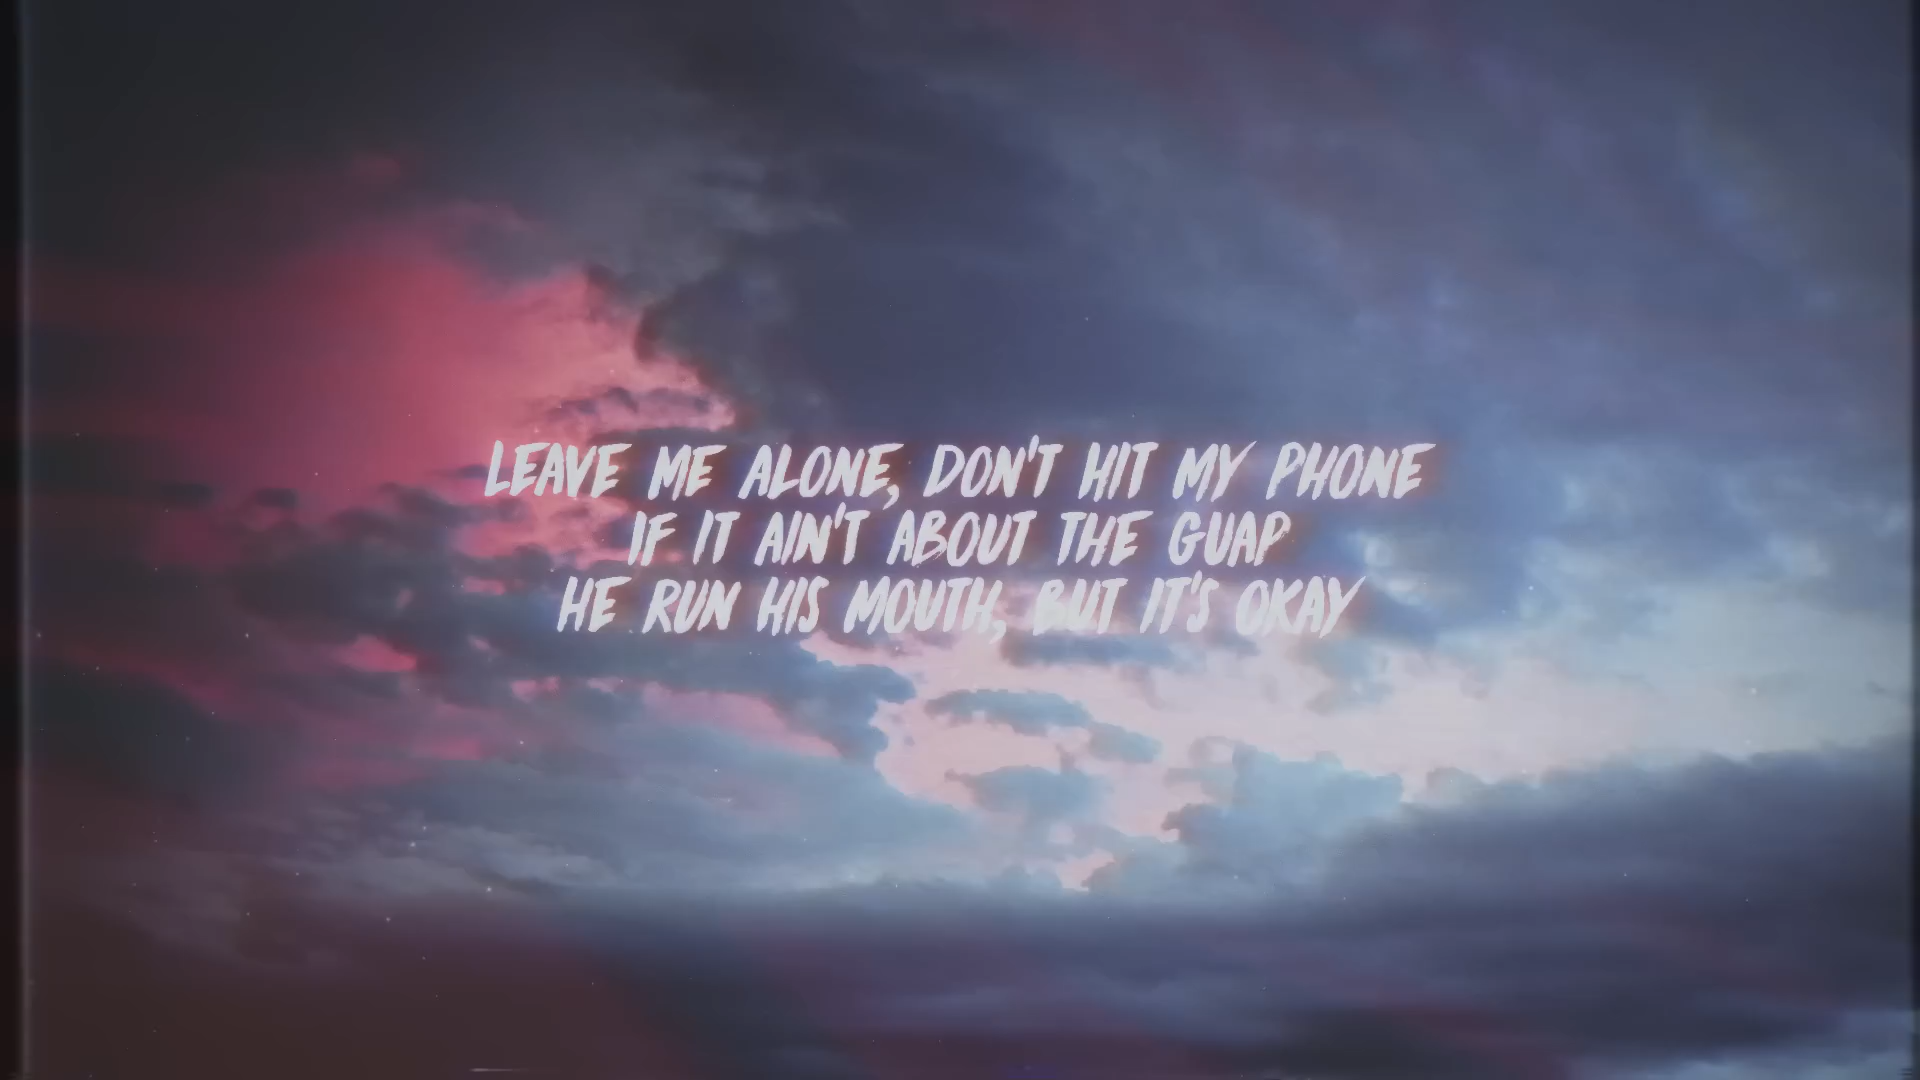 LEAVE ME ALONE, DON'T HIT MY PHONE
IF IT AIN'T ABOUT THE GUAP
HE RUN HIS MOUTH, BUT IT'S OKAY